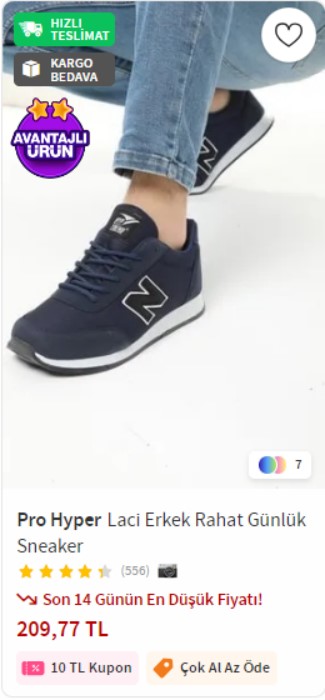 HIZLI
TESLİMAT
KARGO
BEDAVA
AVANTAJLI
ÜRÜN
N
N
7
Pro Hyper Laci Erkek Rahat Günlük
Sneaker
(556)
Son 14 Günün En Düşük Fiyatı!
209,77 TL
10 TL Kupon
Çok Al Az Öde